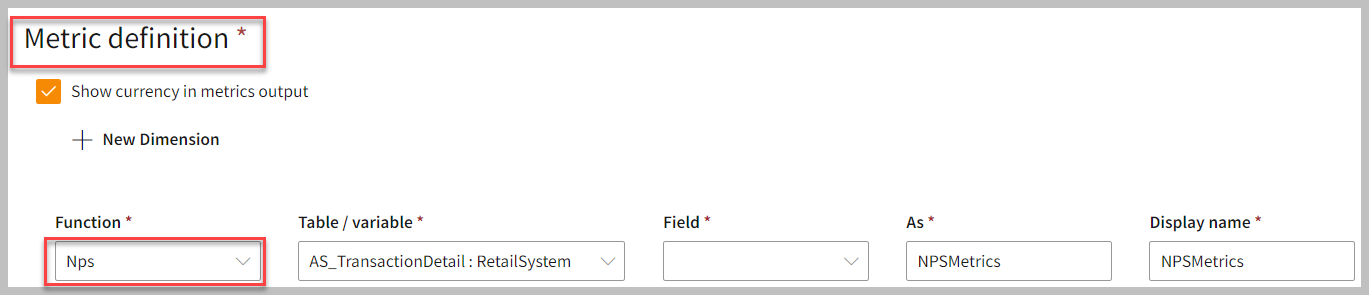 Metric definition *
Show currency in metrics output
New Dimension
Function * Table / variable * Field * As * Display name *
Nps AS_TransactionDetail : RetailSystem NPSMetrics NPSMetrics